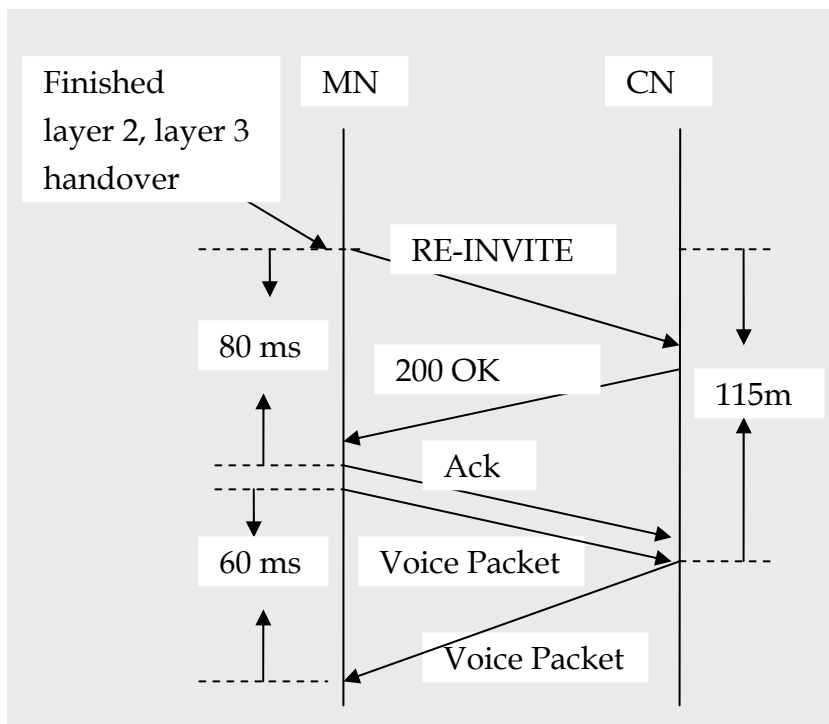 Finished
layer 2, layer 3
handover
MN
CN
RE-INVITE
80 ms
200 OK
115m
Ack
60 ms
Voice Packet
Voice Packet